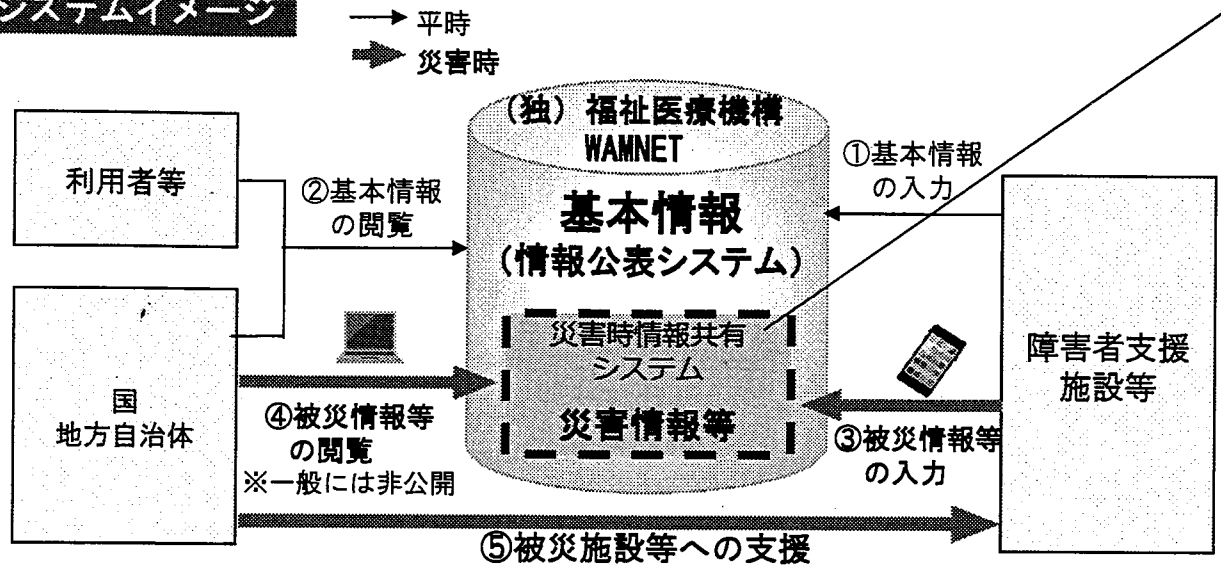 システムイメージ
平時
災害時
(独)福祉医療機構
WAMNET
基本情報
(情報公表システム)
災害時情報共有
システム
災害情報等
利用者等
②基本情報
の閲覧
①基本情報
の入力
国
地方自治体
④被災情報等
の閲覧
※一般には非公開
障害者支援
施設等
③被災情報等
の入力
⑤被災施設等への支援